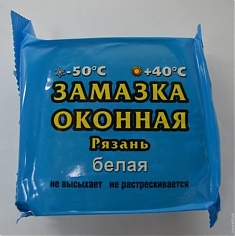 -50°C +40°C
ЗАМАЗКА
ОКОННАЯ
Рязань
белая
не высыхает не растрескивается